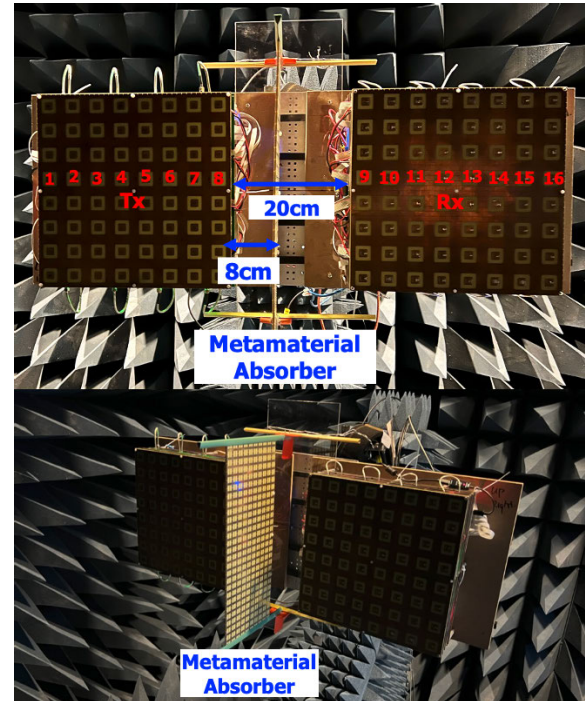 1 2 3 4 5 6 7 8
9 10 11 12 13 14 15 16
Tx
Rx
20cm
8cm
Metamaterial
Absorber
UP
Metamaterial
Absorber